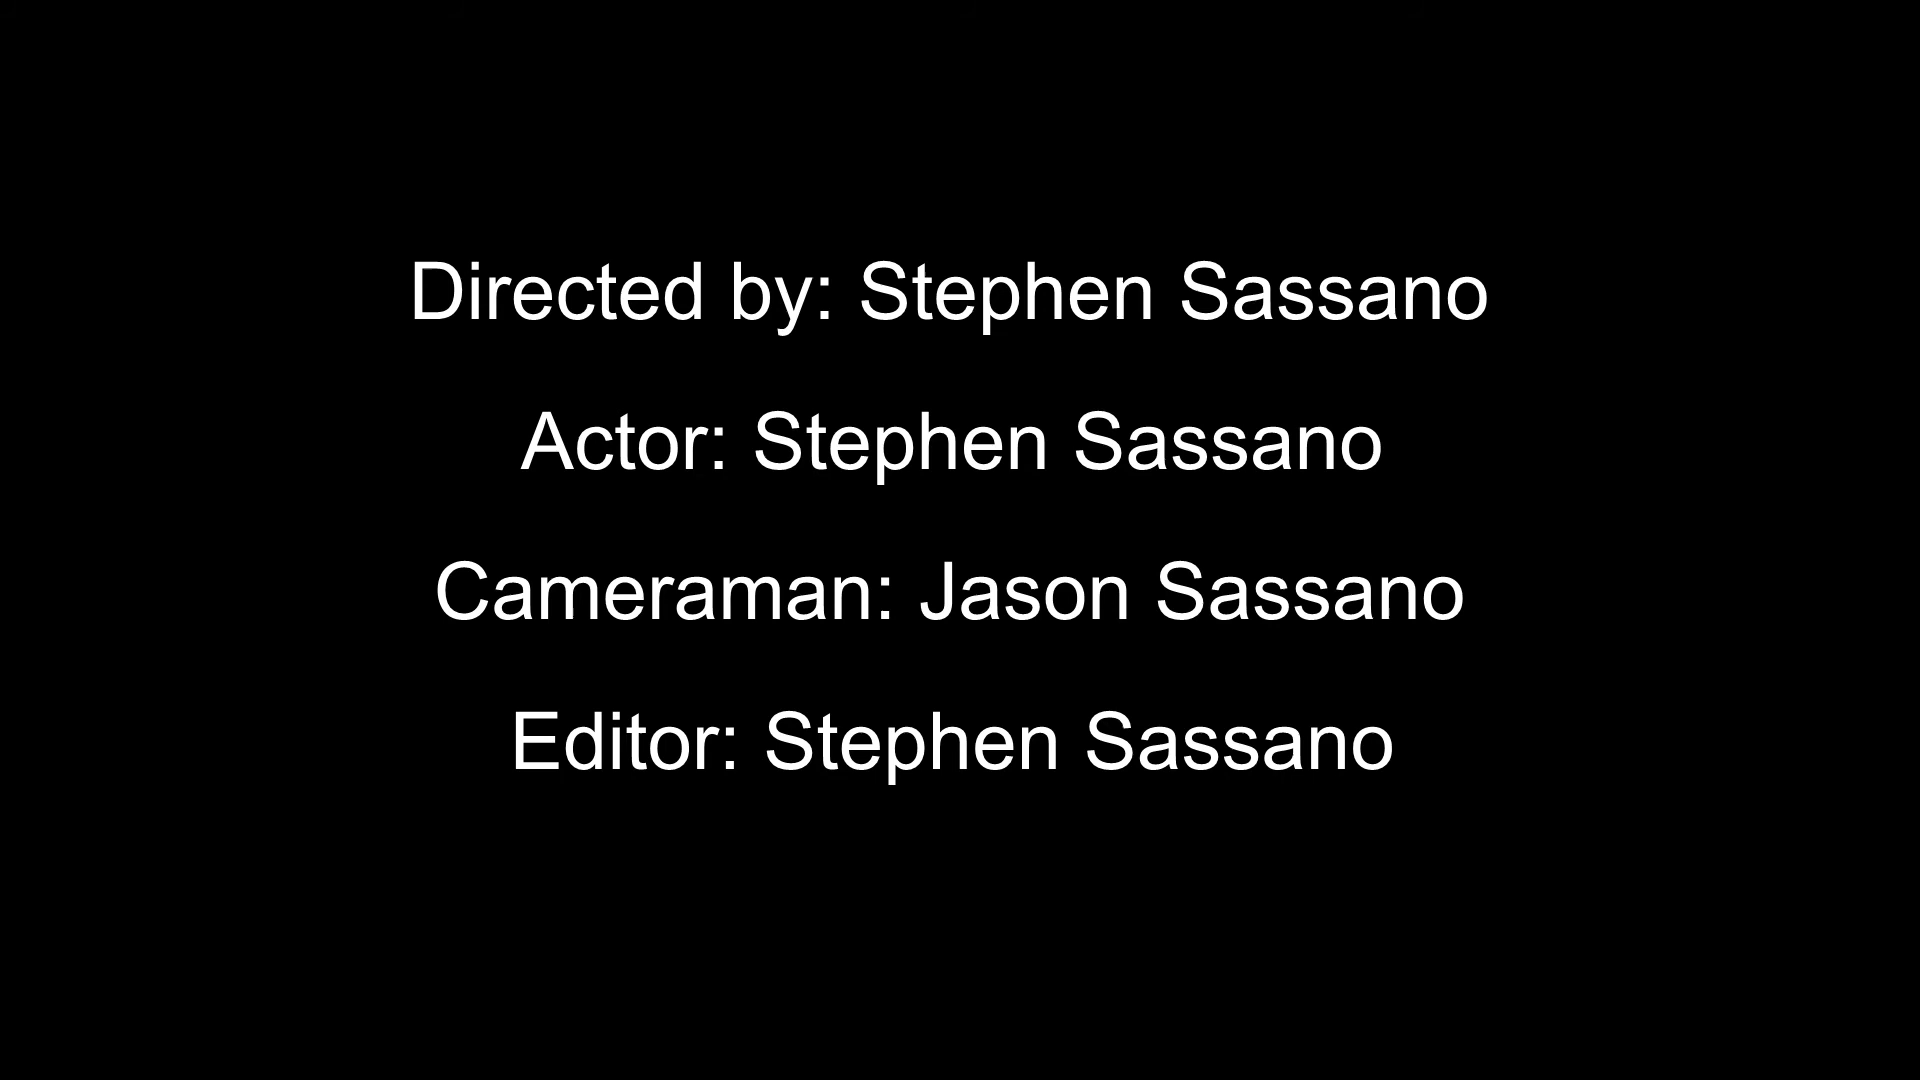 Directed by: Stephen Sassano
Actor: Stephen Sassano
Cameraman: Jason Sassano
Editor: Stephen Sassano